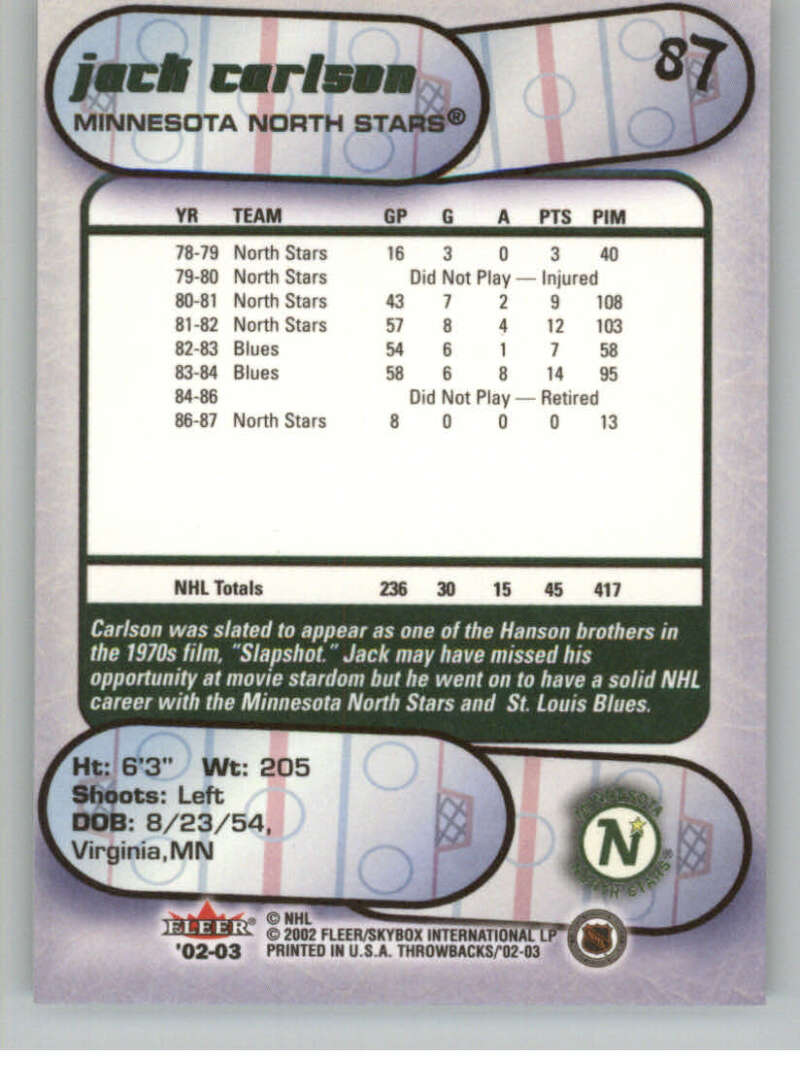 jack carlson
87
MINNESOTA NORTH STARS®
YR TEAM GP G A PTS PIM
78-79 North Stars 16 3 0 3 40
79-80 Did Not Play — Injured
80-81 North Stars 43 7 2 9 108
81-82 North Stars 57 8 4 12 103
82-83 Blues 54 6 1 7 58
83-84 Blues 58 6 8 14 95
84-86 Did Not Play — Retired
86-87 North Stars 8 0 0 0 13
NHL Totals 236 30 15 45 417
Carlson was slated to appear as one of the Hanson brothers in
the 1970s film, "Slapshot." Jack may have missed his
opportunity at movie stardom but he went on to have a solid NHL
career with the Minnesota North Stars and St. Louis Blues.
Ht: 6'3" Wt: 205
Shoots: Left
DOB: 8/23/54,
Virginia,MN
MINNESOTA
N
NORTH STARS®
FLEER®
'02-03
© NHL
© 2002 FLEER/SKYBOX INTERNATIONAL LP
PRINTED IN U.S.A. THROWBACKS/'02-03